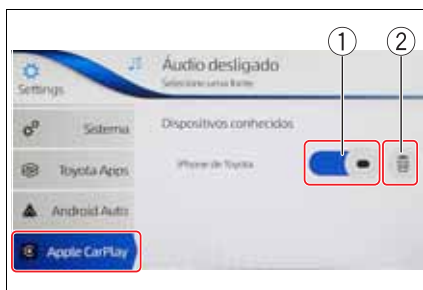 1 2
Áudio desligado
Selecione uma fonte
Settings
Sistema
Dispositivos conhecidos
iPhone de Toyota
Toyota Apps
Android Auto
Apple CarPlay